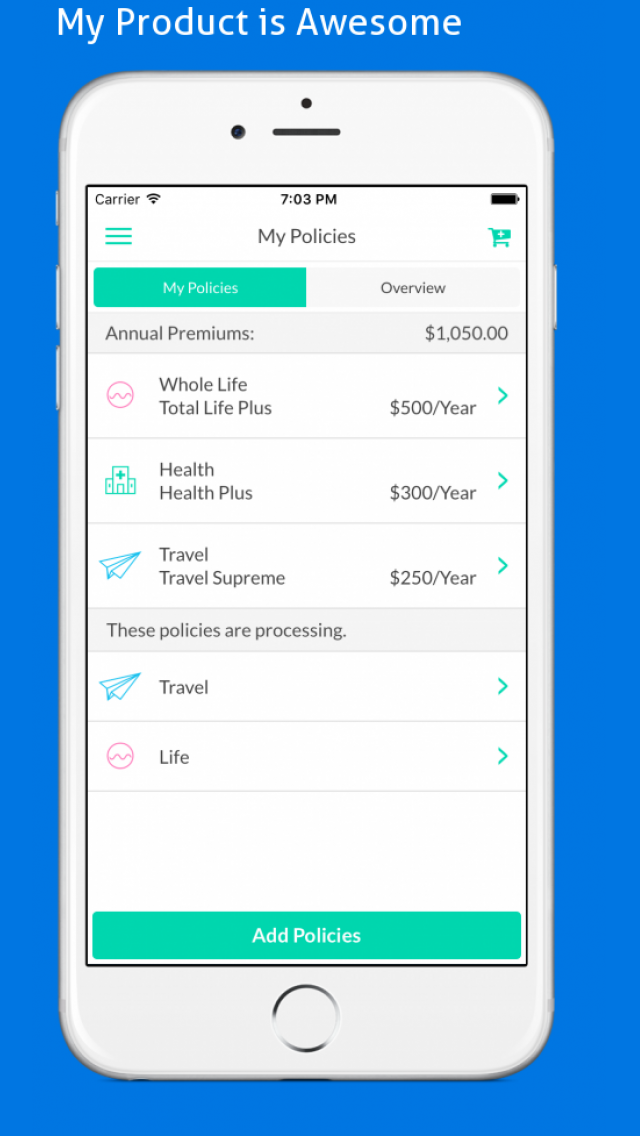 My Product is Awesome
Carrier 7:03 PM
My Policies
My Policies Overview
Annual Premiums: $1,050.00
Whole Life
Total Life Plus $500/Year
Health
Health Plus $300/Year
Travel
Travel Supreme $250/Year
These policies are processing.
Travel
Life
Add Policies